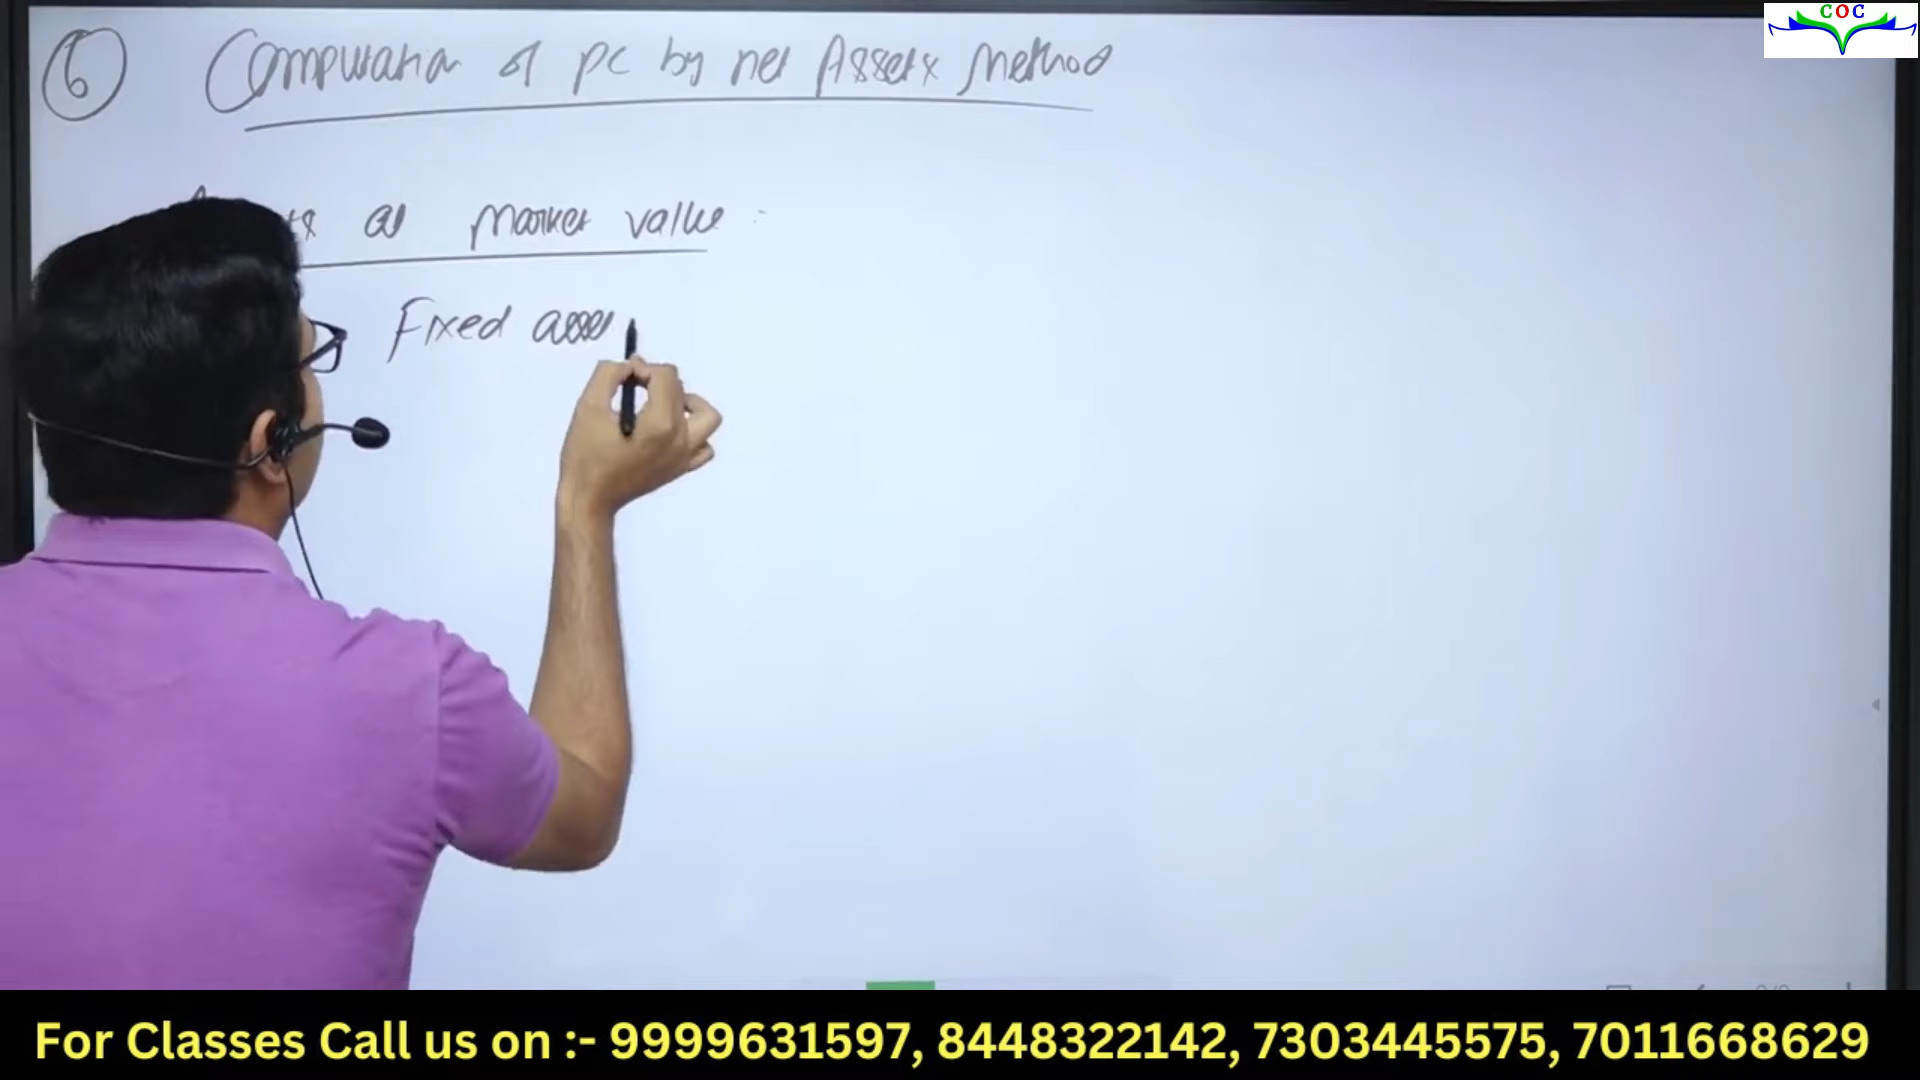 COC
6 Computation of PC by net Assets Method
at market value :
Fixed asse
For Classes Call us on :- 9999631597, 8448322142, 7303445575, 7011668629